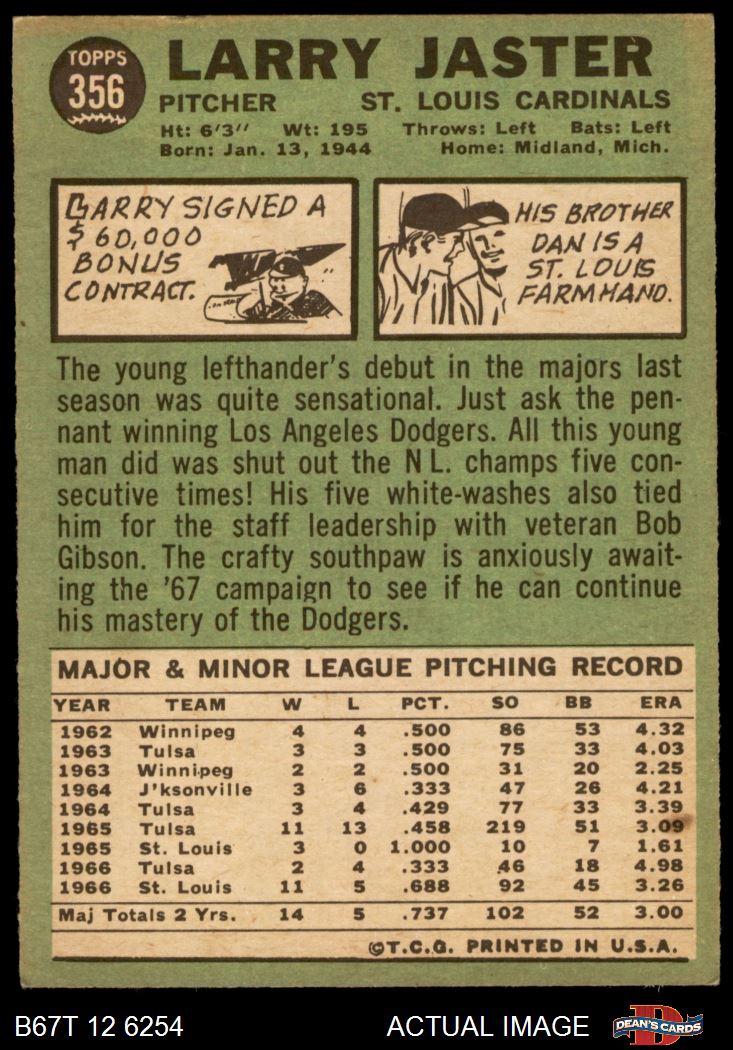 TOPPS
356
LARRY JASTER
PITCHER ST. LOUIS CARDINALS
Ht: 6'3" Wt: 195 Throws: Left Bats: Left
Born: Jan. 13, 1944 Home: Midland, Mich.
LARRY SIGNED A
$60,000
BONUS
CONTRACT.
HIS BROTHER
DAN IS A
ST. LOUIS
FARMHAND.
The young lefthander's debut in the majors last
season was quite sensational. Just ask the pen-
nant winning Los Angeles Dodgers. All this young
man did was shut out the N L. champs five con-
secutive times! His five white-washes also tied
him for the staff leadership with veteran Bob
Gibson. The crafty southpaw is anxiously await-
ing the '67 campaign to see if he can continue
his mastery of the Dodgers.
MAJOR & MINOR LEAGUE PITCHING RECORD
YEAR TEAM W L PCT. SO BB ERA
1962 Winnipeg 4 4 .500 86 53 4.32
1963 Tulsa 3 3 .500 75 33 4.03
1963 Winnipeg 2 2 .500 31 20 2.25
1964 J'ksonville 3 6 .333 47 26 4.21
1964 Tulsa 3 4 .429 77 33 3.39
1965 Tulsa 11 13 .458 219 51 3.09
1965 St. Louis 3 0 1.000 10 7 1.61
1966 Tulsa 2 4 .333 46 18 4.98
1966 St. Louis 11 5 .688 92 45 3.26
Maj Totals 2 Yrs. 14 5 .737 102 52 3.00
©T.C.G. PRINTED IN U.S.A.
B67T 12 6254 ACTUAL IMAGE DEAN'S CARDS